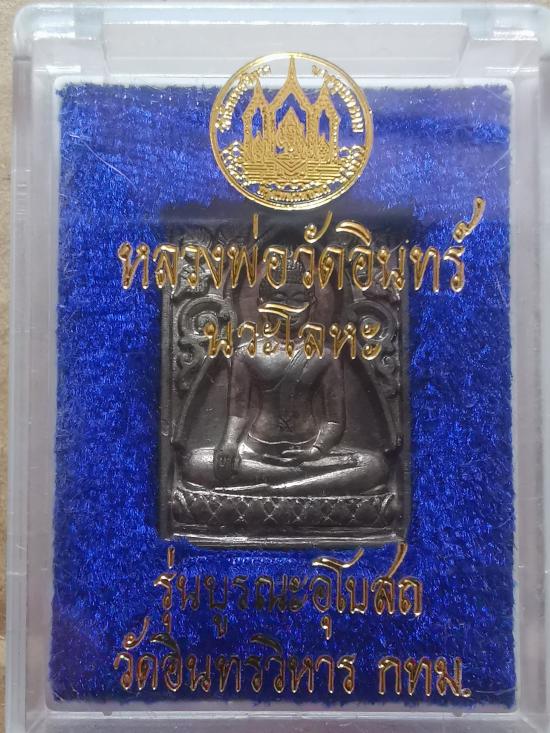 หลวงพ่อวัดอินทร์
นวะโลหะ
รุ่นบูรณะอุโบสถ
วัดอินทรวิหาร กทม.